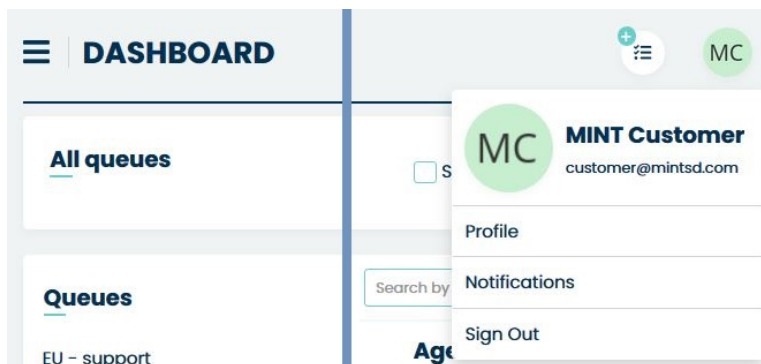 DASHBOARD
MC
MC
MINT Customer
customer@mintsd.com
All queues
S
Profile
Notifications
Sign Out
Queues
Search by
EU - support
Age